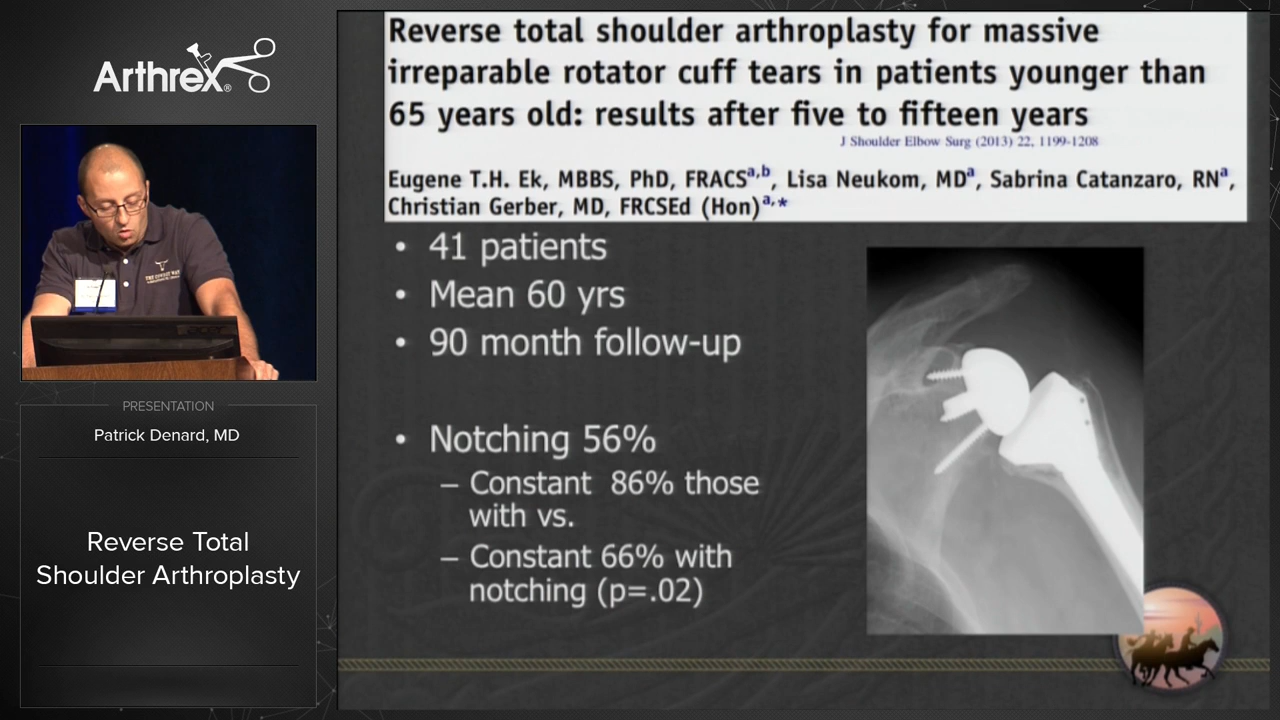 Arthrex®
PRESENTATION
Patrick Denard, MD
Reverse Total
Shoulder Arthroplasty
Reverse total shoulder arthroplasty for massive
irreparable rotator cuff tears in patients younger than
65 years old: results after five to fifteen years
J Shoulder Elbow Surg (2013) 22, 1199-1208
Eugene T.H. Ek, MBBS, PhD, FRACSa,b, Lisa Neukom, MDa, Sabrina Catanzaro, RNa,
Christian Gerber, MD, FRCSEd (Hon)a,*
• 41 patients
• Mean 60 yrs
• 90 month follow-up
• Notching 56%
– Constant 86% those
with vs.
– Constant 66% with
notching (p=.02)